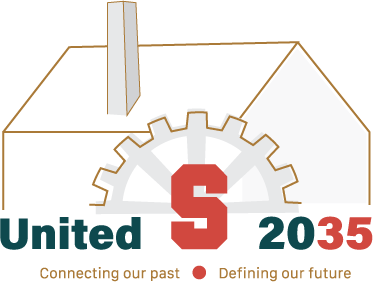 United S 2035
Connecting our past ● Defining our future